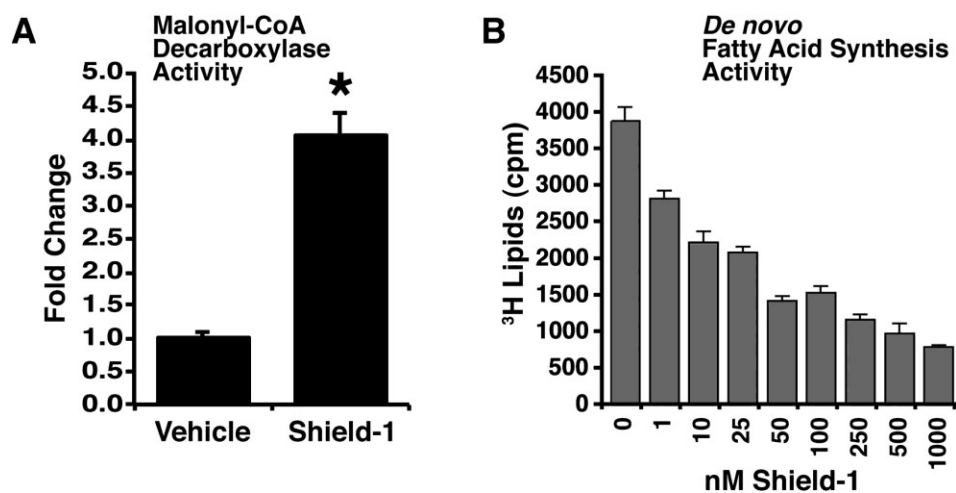 A
Malonyl-CoA
Decarboxylase
Activity
5.0
4.5
4.0
3.5
3.0
2.5
2.0
1.5
1.0
0.5
0.0
Fold Change
*
Vehicle
Shield-1
B
De novo
Fatty Acid Synthesis
Activity
4500
4000
3500
3000
2500
2000
1500
1000
500
0
³H Lipids (cpm)
0
1
10
25
50
100
250
500
1000
nM Shield-1